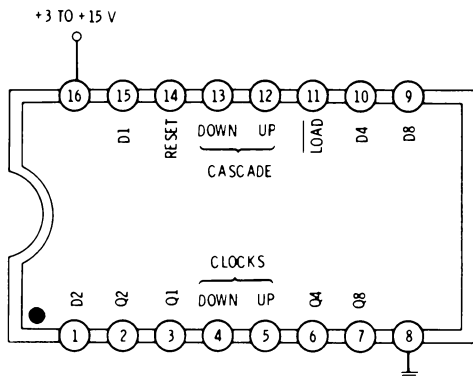 +3 TO +15 V
16 15 14 13 12 11 10 9
D1 RESET DOWN UP LOAD D4 D8
CASCADE
CLOCKS
D2 Q2 Q1 DOWN UP Q4 Q8
1 2 3 4 5 6 7 8